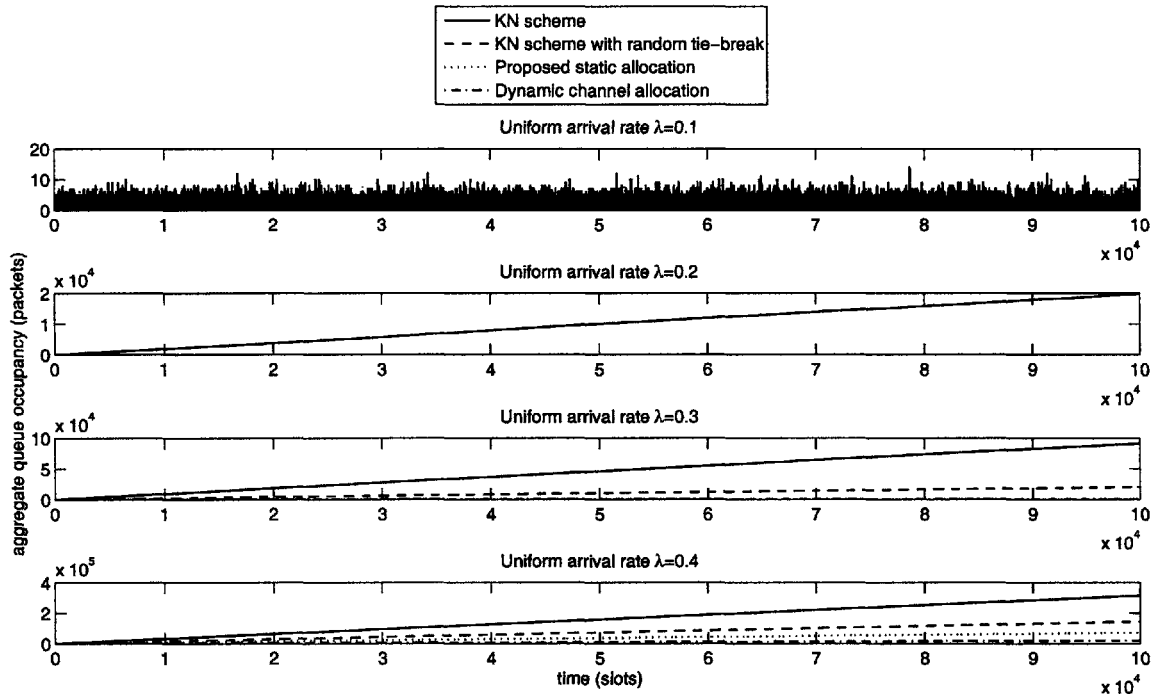 KN scheme
KN scheme with random tie-break
Proposed static allocation
Dynamic channel allocation
Uniform arrival rate λ=0.1
20
10
0
0 1 2 3 4 5 6 7 8 9 10
x 10^4
Uniform arrival rate λ=0.2
x 10^4
2
1
0
0 1 2 3 4 5 6 7 8 9 10
x 10^4
Uniform arrival rate λ=0.3
x 10^4
10
5
0
0 1 2 3 4 5 6 7 8 9 10
x 10^4
Uniform arrival rate λ=0.4
x 10^5
4
2
0
0 1 2 3 4 5 6 7 8 9 10
x 10^4
time (slots)
aggregate queue occupancy (packets)